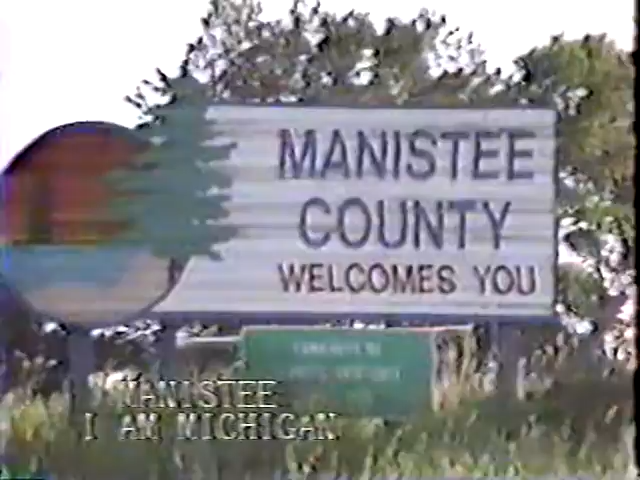 MANISTEE
COUNTY
WELCOMES YOU
MANISTEE
I AM MICHIGAN